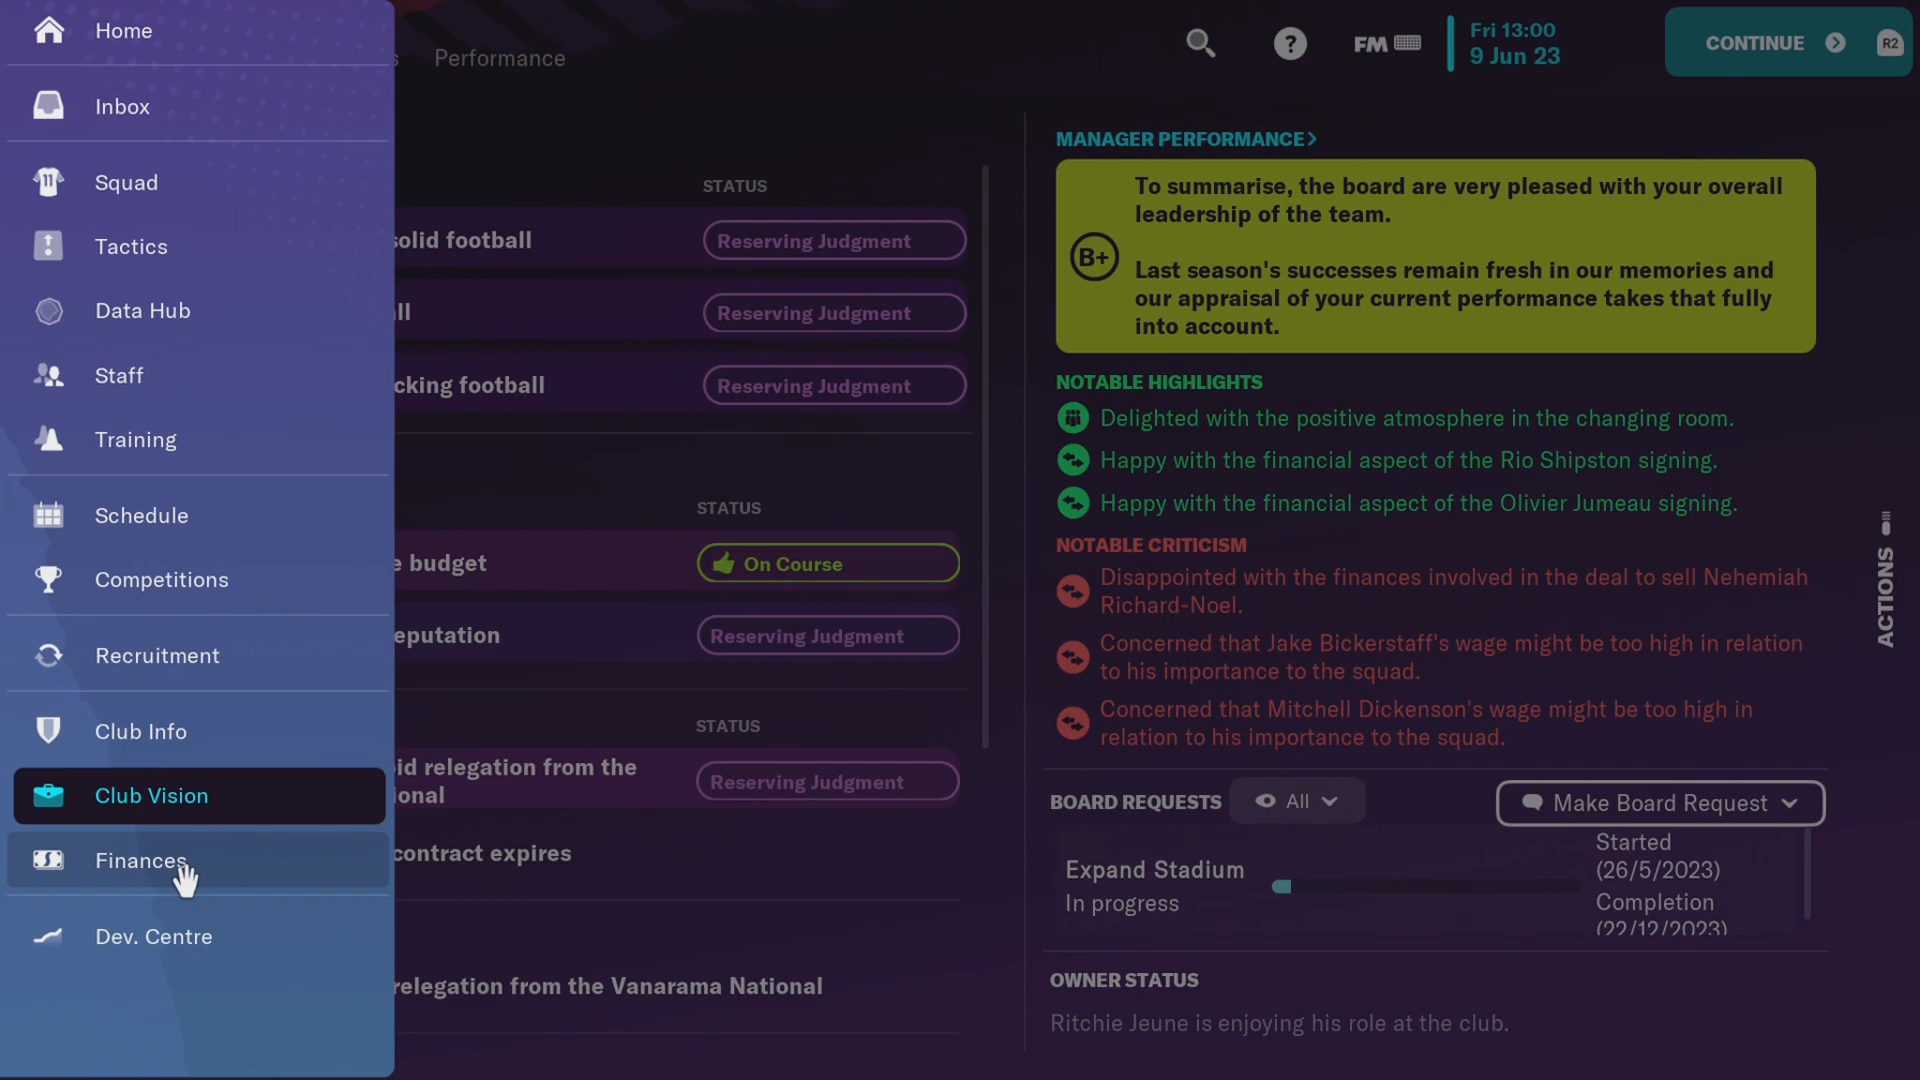 Home
Inbox
Squad
Tactics
Data Hub
Staff
Training
Schedule
Competitions
Recruitment
Club Info
Club Vision
Finances
Dev. Centre
s
Performance
FM
Fri 13:00
9 Jun 23
CONTINUE
R2
STATUS
solid football
Reserving Judgment
ll
Reserving Judgment
cking football
Reserving Judgment
STATUS
e budget
On Course
eputation
Reserving Judgment
STATUS
id relegation from the
ional
Reserving Judgment
contract expires
relegation from the Vanarama National
MANAGER PERFORMANCE>
B+
To summarise, the board are very pleased with your overall
leadership of the team.
Last season's successes remain fresh in our memories and
our appraisal of your current performance takes that fully
into account.
NOTABLE HIGHLIGHTS
Delighted with the positive atmosphere in the changing room.
Happy with the financial aspect of the Rio Shipston signing.
Happy with the financial aspect of the Olivier Jumeau signing.
NOTABLE CRITICISM
Disappointed with the finances involved in the deal to sell Nehemiah
Richard-Noel.
Concerned that Jake Bickerstaff's wage might be too high in relation
to his importance to the squad.
Concerned that Mitchell Dickenson's wage might be too high in
relation to his importance to the squad.
BOARD REQUESTS
All
Make Board Request
Expand Stadium
In progress
Started
(26/5/2023)
Completion
(22/12/2023)
OWNER STATUS
Ritchie Jeune is enjoying his role at the club.
ACTIONS